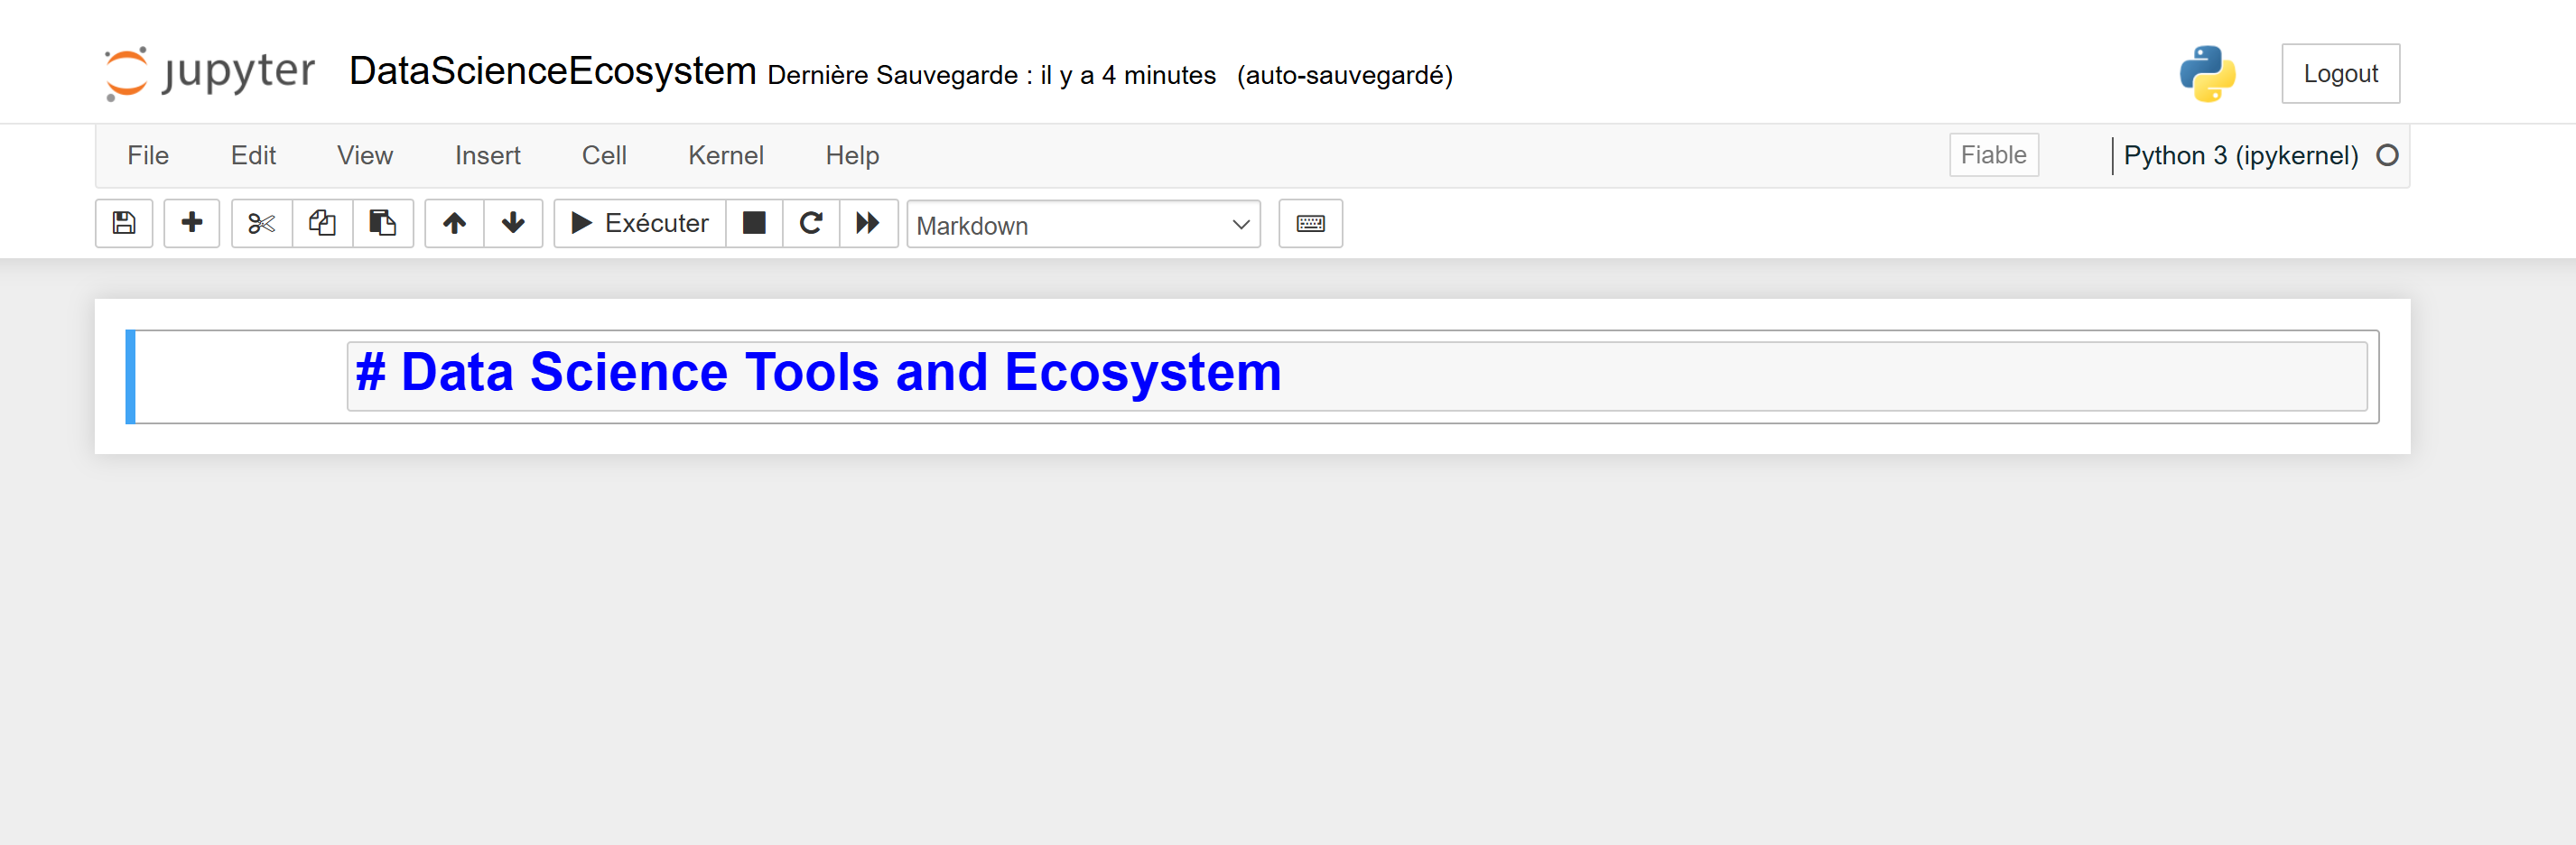 jupyter DataScienceEcosystem Dernière Sauvegarde : il y a 4 minutes (auto-sauvegardé) Logout
File Edit View Insert Cell Kernel Help Fiable Python 3 (ipykernel)
Exécuter Markdown
# Data Science Tools and Ecosystem